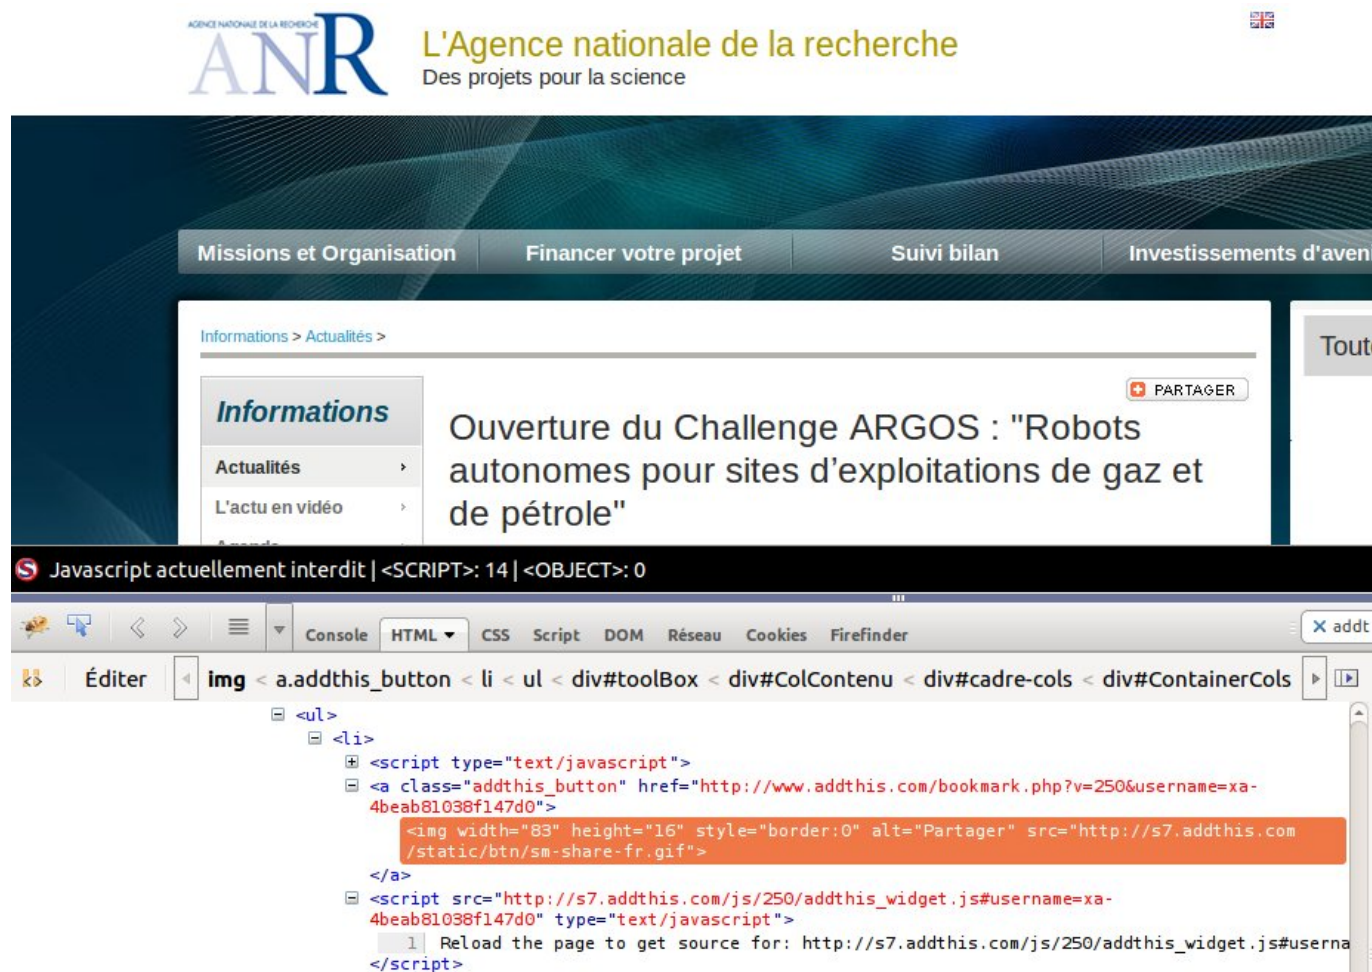 AGENCE NATIONALE DE LA RECHERCHE
ANR
L'Agence nationale de la recherche
Des projets pour la science
Missions et Organisation Financer votre projet Suivi bilan Investissements d'aveni
Informations > Actualités >
Tout
PARTAGER
Informations
Ouverture du Challenge ARGOS : "Robots
autonomes pour sites d’exploitations de gaz et
de pétrole"
Actualités
L'actu en vidéo
Javascript actuellement interdit | <SCRIPT>: 14 | <OBJECT>: 0
Console HTML CSS Script DOM Réseau Cookies Firefinder addt
Éditer img < a.addthis_button < li < ul < div#toolBox < div#ColContenu < div#cadre-cols < div#ContainerCols
<ul>
<li>
<script type="text/javascript">
<a class="addthis_button" href="http://www.addthis.com/bookmark.php?v=250&username=xa-
4beab81038f147d0">
<img width="83" height="16" style="border:0" alt="Partager" src="http://s7.addthis.com
/static/btn/sm-share-fr.gif">
</a>
<script src="http://s7.addthis.com/js/250/addthis_widget.js#username=xa-
4beab81038f147d0" type="text/javascript">
1 Reload the page to get source for: http://s7.addthis.com/js/250/addthis_widget.js#userna
</script>